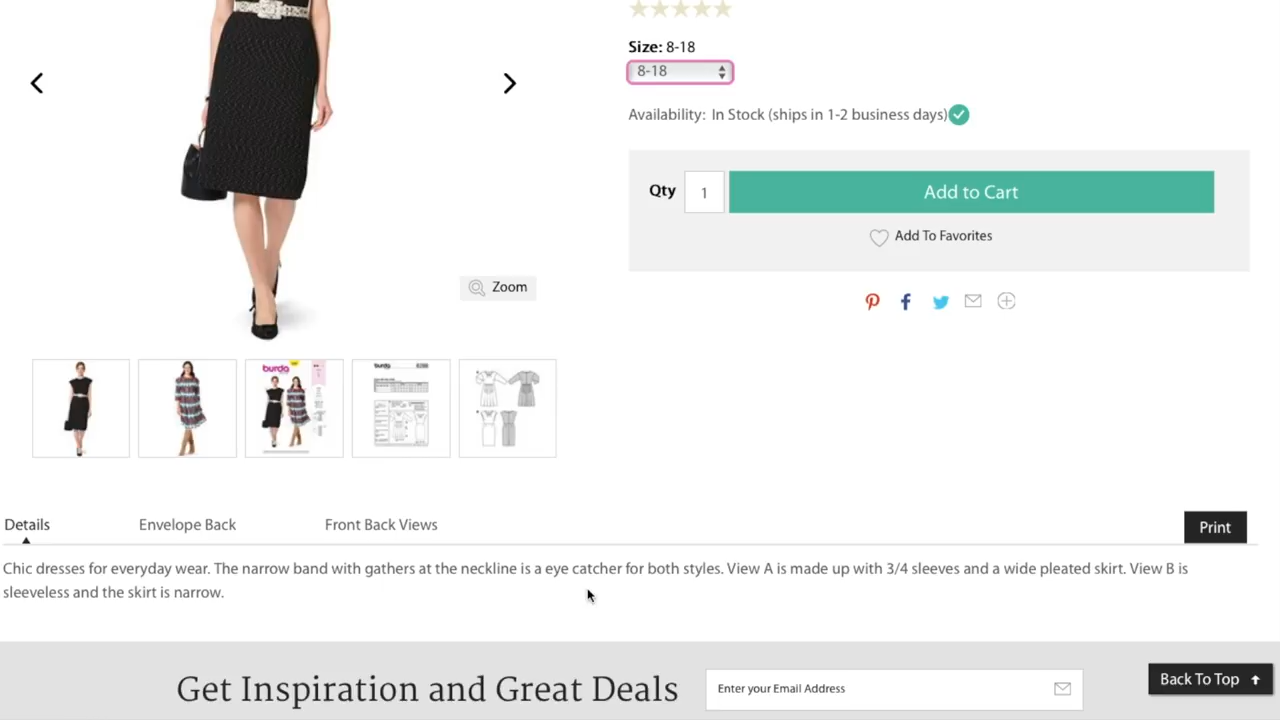 Size: 8-18
8-18
Availability: In Stock (ships in 1-2 business days)
Qty 1 Add to Cart
Add To Favorites
Zoom
burda
burda
Details Envelope Back Front Back Views Print
Chic dresses for everyday wear. The narrow band with gathers at the neckline is a eye catcher for both styles. View A is made up with 3/4 sleeves and a wide pleated skirt. View B is
sleeveless and the skirt is narrow.
Get Inspiration and Great Deals Enter your Email Address
Back To Top